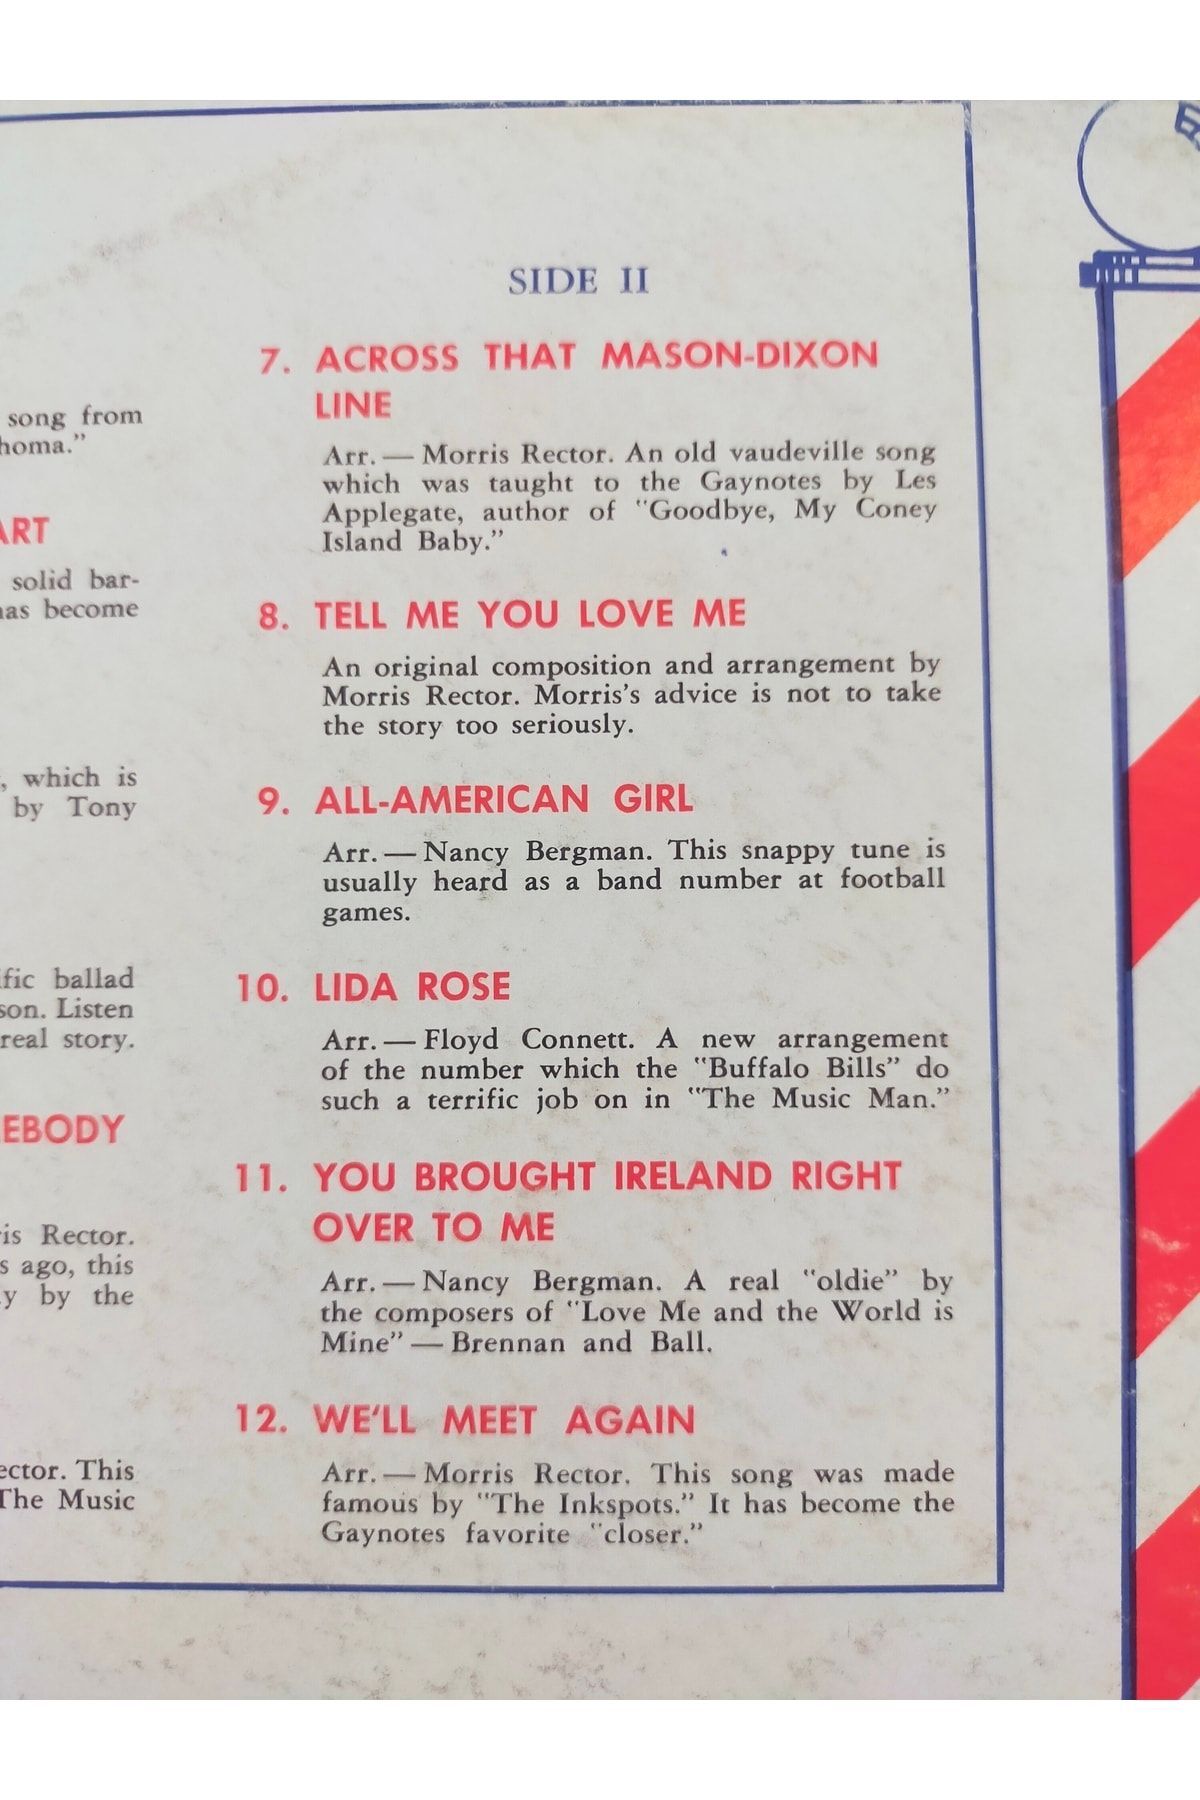 song from
homa."
ART
solid bar-
has become
, which is
by Tony
fic ballad
son. Listen
real story.
EBODY
is Rector.
s ago, this
y by the
ector. This
The Music
SIDE II
7. ACROSS THAT MASON-DIXON
LINE
Arr. — Morris Rector. An old vaudeville song
which was taught to the Gaynotes by Les
Applegate, author of "Goodbye, My Coney
Island Baby."
8. TELL ME YOU LOVE ME
An original composition and arrangement by
Morris Rector. Morris's advice is not to take
the story too seriously.
9. ALL-AMERICAN GIRL
Arr. — Nancy Bergman. This snappy tune is
usually heard as a band number at football
games.
10. LIDA ROSE
Arr. — Floyd Connett. A new arrangement
of the number which the "Buffalo Bills" do
such a terrific job on in "The Music Man."
11. YOU BROUGHT IRELAND RIGHT
OVER TO ME
Arr. — Nancy Bergman. A real "oldie" by
the composers of "Love Me and the World is
Mine" — Brennan and Ball.
12. WE'LL MEET AGAIN
Arr. — Morris Rector. This song was made
famous by "The Inkspots." It has become the
Gaynotes favorite "closer."